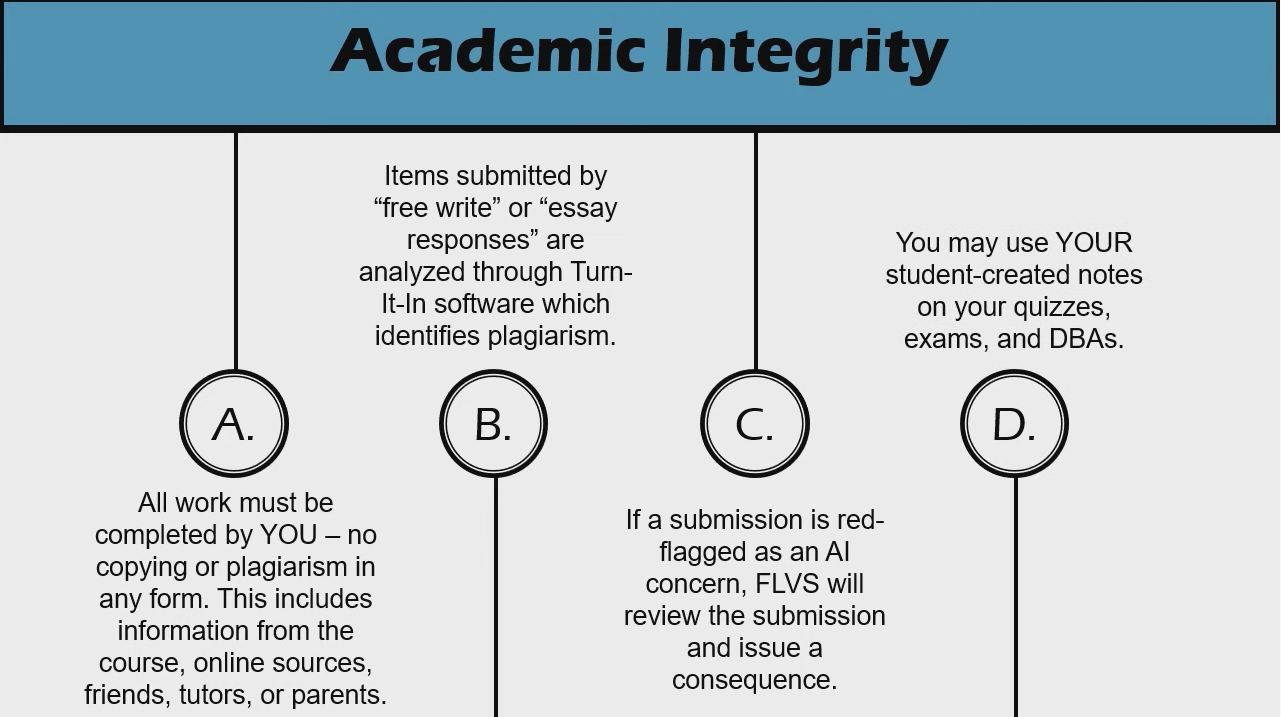 Academic Integrity
A.
All work must be
completed by YOU – no
copying or plagiarism in
any form. This includes
information from the
course, online sources,
friends, tutors, or parents.
Items submitted by
“free write” or “essay
responses” are
analyzed through Turn-
It-In software which
identifies plagiarism.
B.
C.
If a submission is red-
flagged as an AI
concern, FLVS will
review the submission
and issue a
consequence.
You may use YOUR
student-created notes
on your quizzes,
exams, and DBAs.
D.